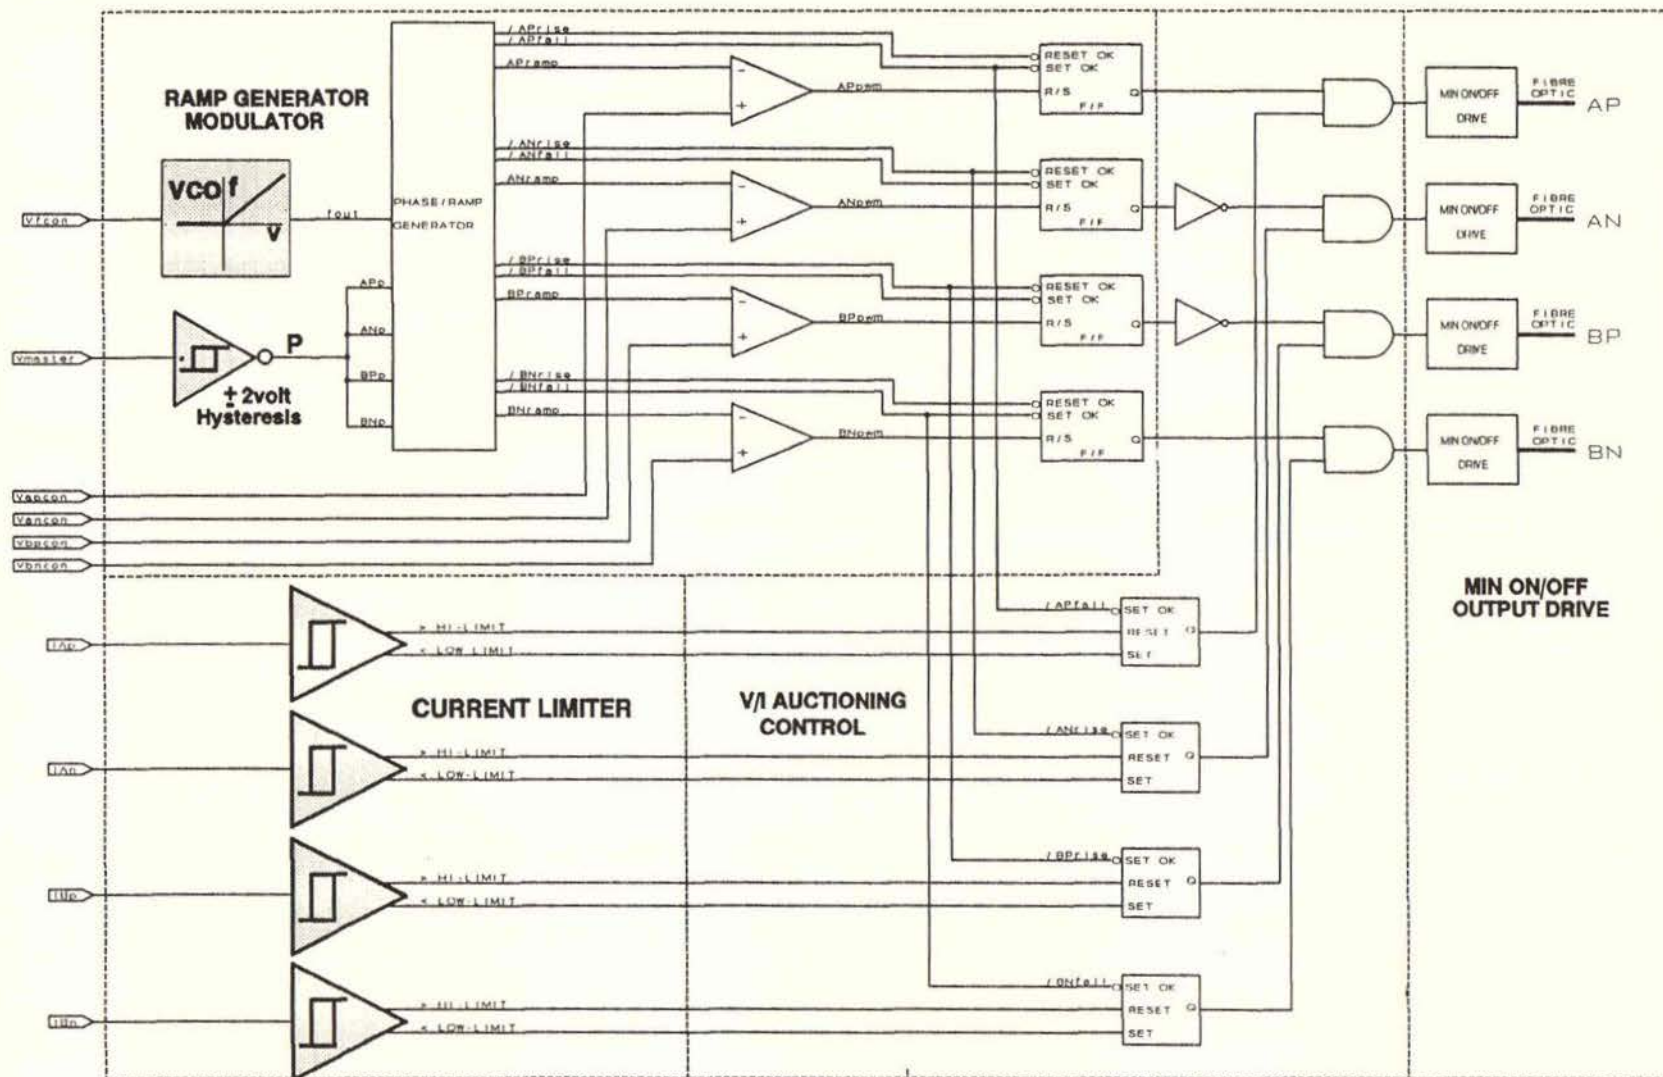 RAMP GENERATOR
MODULATOR
VCO
f
V
Vfcon
fout
PHASE/RAMP
GENERATOR
Vmaster
P
± 2volt
Hysteresis
APp
ANp
BPp
BNp
/APrise
/APfall
APramp
/ANrise
/ANfall
ANramp
/BPrise
/BPfall
BPramp
/BNrise
/BNfall
BNramp
-
+
APpwm
-
+
ANpwm
-
+
BPpwm
-
+
BNpwm
RESET OK
SET OK
R/S Q
F/F
RESET OK
SET OK
R/S Q
F/F
RESET OK
SET OK
R/S Q
F/F
RESET OK
SET OK
R/S Q
F/F
MIN ON/OFF
DRIVE
FIBRE
OPTIC
AP
MIN ON/OFF
DRIVE
FIBRE
OPTIC
AN
MIN ON/OFF
DRIVE
FIBRE
OPTIC
BP
MIN ON/OFF
DRIVE
FIBRE
OPTIC
BN
Vapcon
Vancon
Vbpcon
Vbncon
MIN ON/OFF
OUTPUT DRIVE
CURRENT LIMITER
V/I AUCTIONING
CONTROL
IAp
> HI-LIMIT
< LOW-LIMIT
/APfall
SET OK
RESET Q
SET
IAn
> HI-LIMIT
< LOW-LIMIT
/ANrise
SET OK
RESET Q
SET
> HI-LIMIT
< LOW-LIMIT
/BPrise
SET OK
RESET Q
SET
> HI-LIMIT
< LOW-LIMIT
/BNfall
SET OK
RESET Q
SET